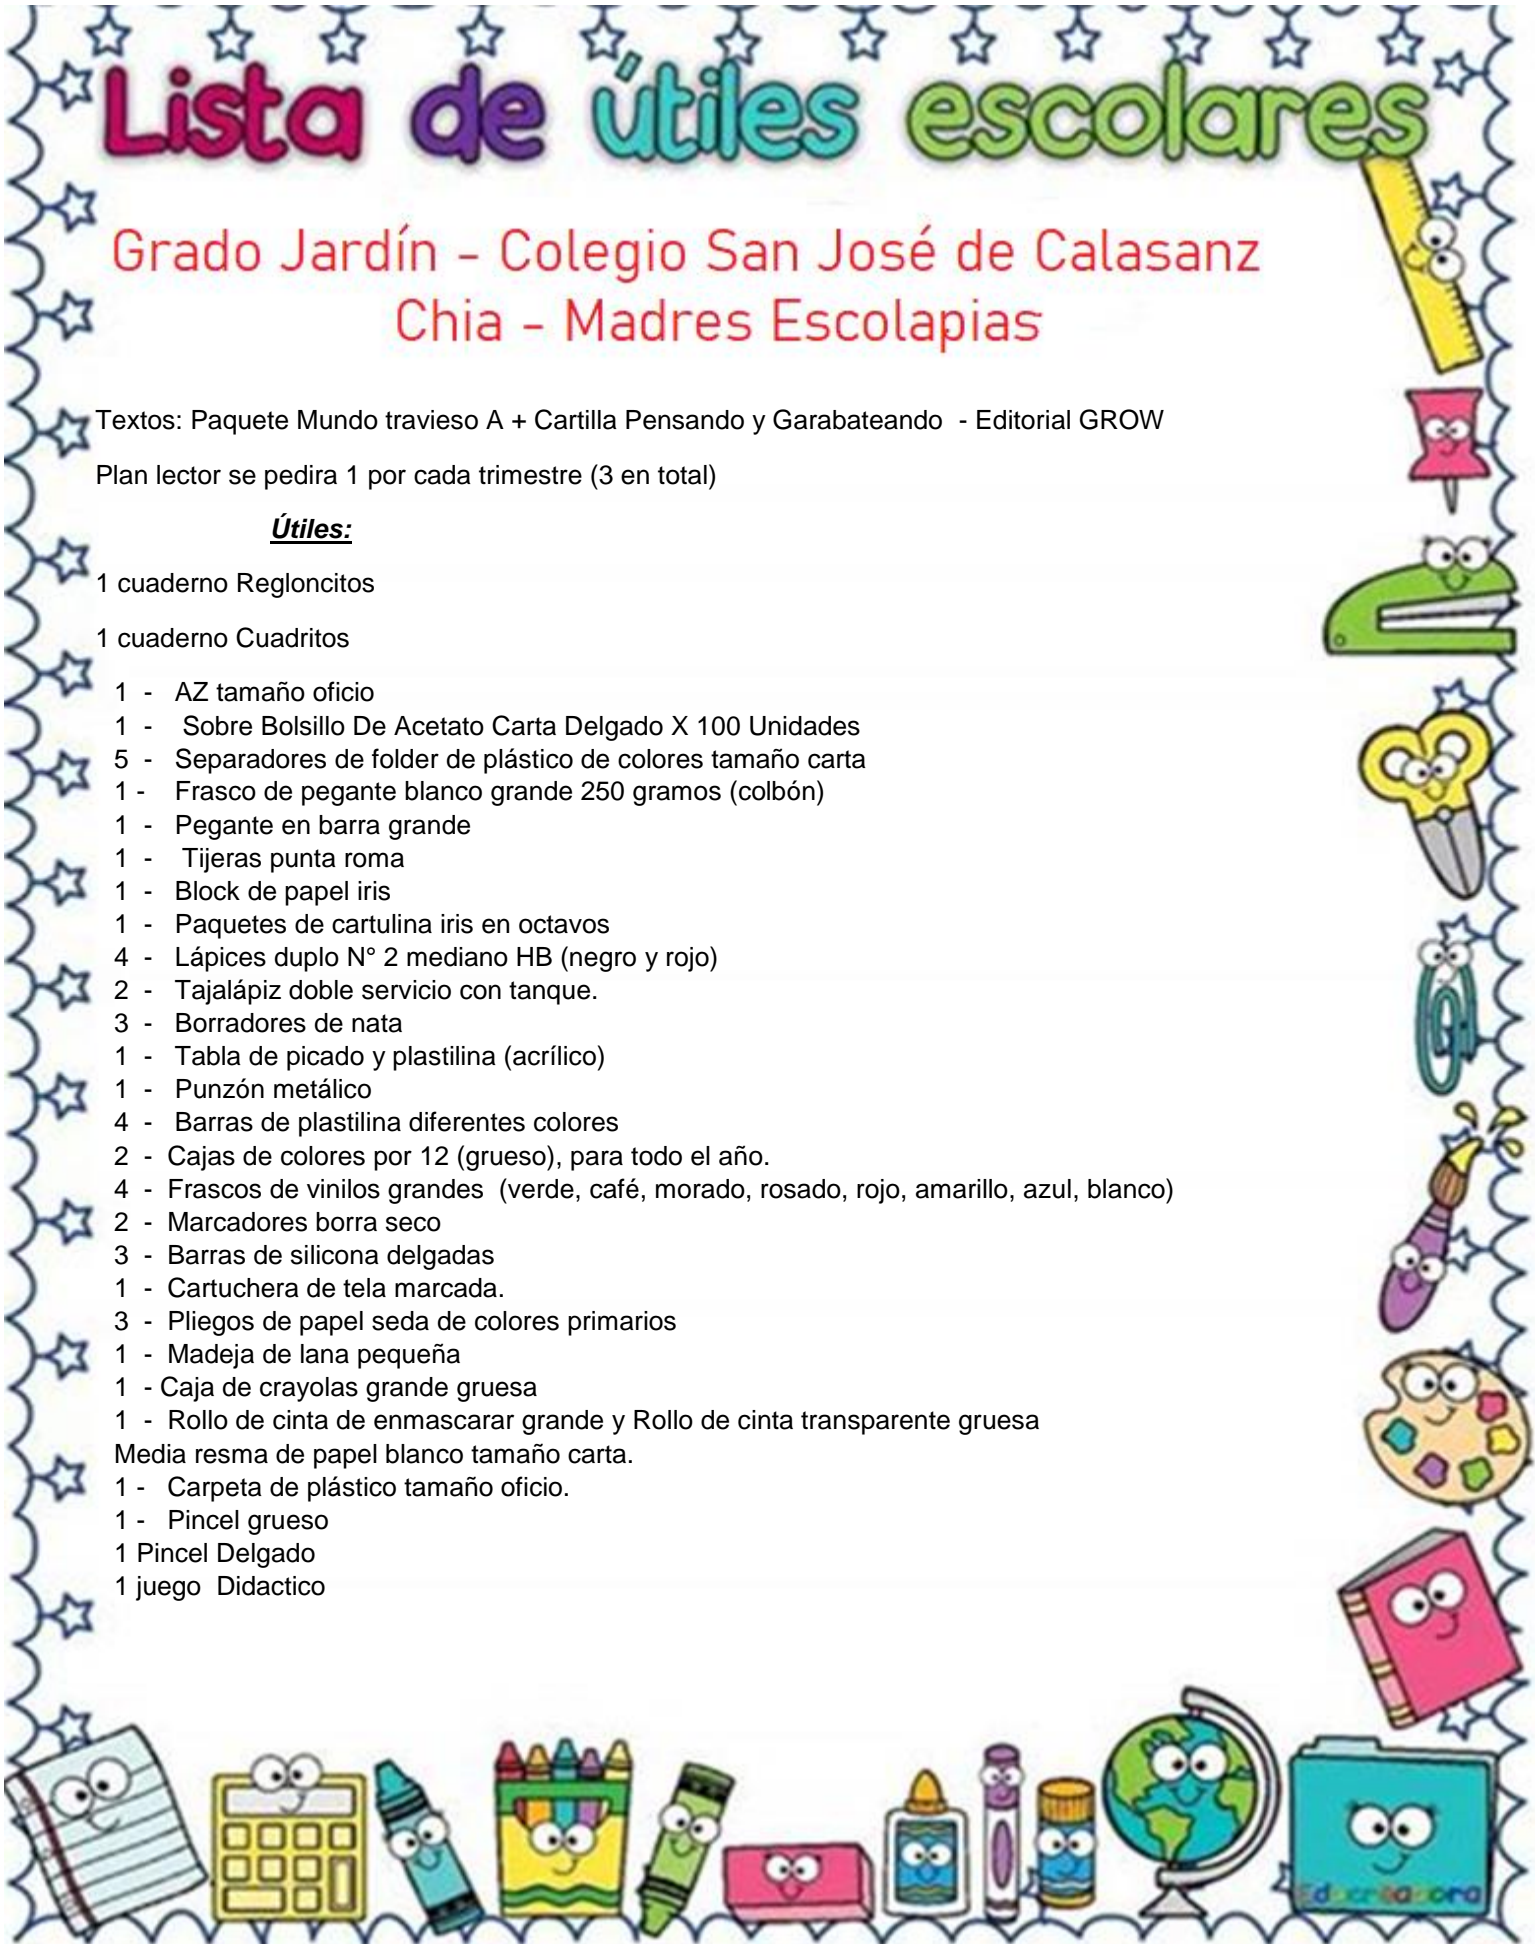 Lista de útiles escolares
Grado Jardín - Colegio San José de Calasanz
Chia - Madres Escolapias
Textos: Paquete Mundo travieso A + Cartilla Pensando y Garabateando - Editorial GROW
Plan lector se pedira 1 por cada trimestre (3 en total)
Útiles:
1 cuaderno Regloncitos
1 cuaderno Cuadritos
1 - AZ tamaño oficio
1 - Sobre Bolsillo De Acetato Carta Delgado X 100 Unidades
5 - Separadores de folder de plástico de colores tamaño carta
1 - Frasco de pegante blanco grande 250 gramos (colbón)
1 - Pegante en barra grande
1 - Tijeras punta roma
1 - Block de papel iris
1 - Paquetes de cartulina iris en octavos
4 - Lápices duplo N° 2 mediano HB (negro y rojo)
2 - Tajalápiz doble servicio con tanque.
3 - Borradores de nata
1 - Tabla de picado y plastilina (acrílico)
1 - Punzón metálico
4 - Barras de plastilina diferentes colores
2 - Cajas de colores por 12 (grueso), para todo el año.
4 - Frascos de vinilos grandes (verde, café, morado, rosado, rojo, amarillo, azul, blanco)
2 - Marcadores borra seco
3 - Barras de silicona delgadas
1 - Cartuchera de tela marcada.
3 - Pliegos de papel seda de colores primarios
1 - Madeja de lana pequeña
1 - Caja de crayolas grande gruesa
1 - Rollo de cinta de enmascarar grande y Rollo de cinta transparente gruesa
Media resma de papel blanco tamaño carta.
1 - Carpeta de plástico tamaño oficio.
1 - Pincel grueso
1 Pincel Delgado
1 juego Didactico